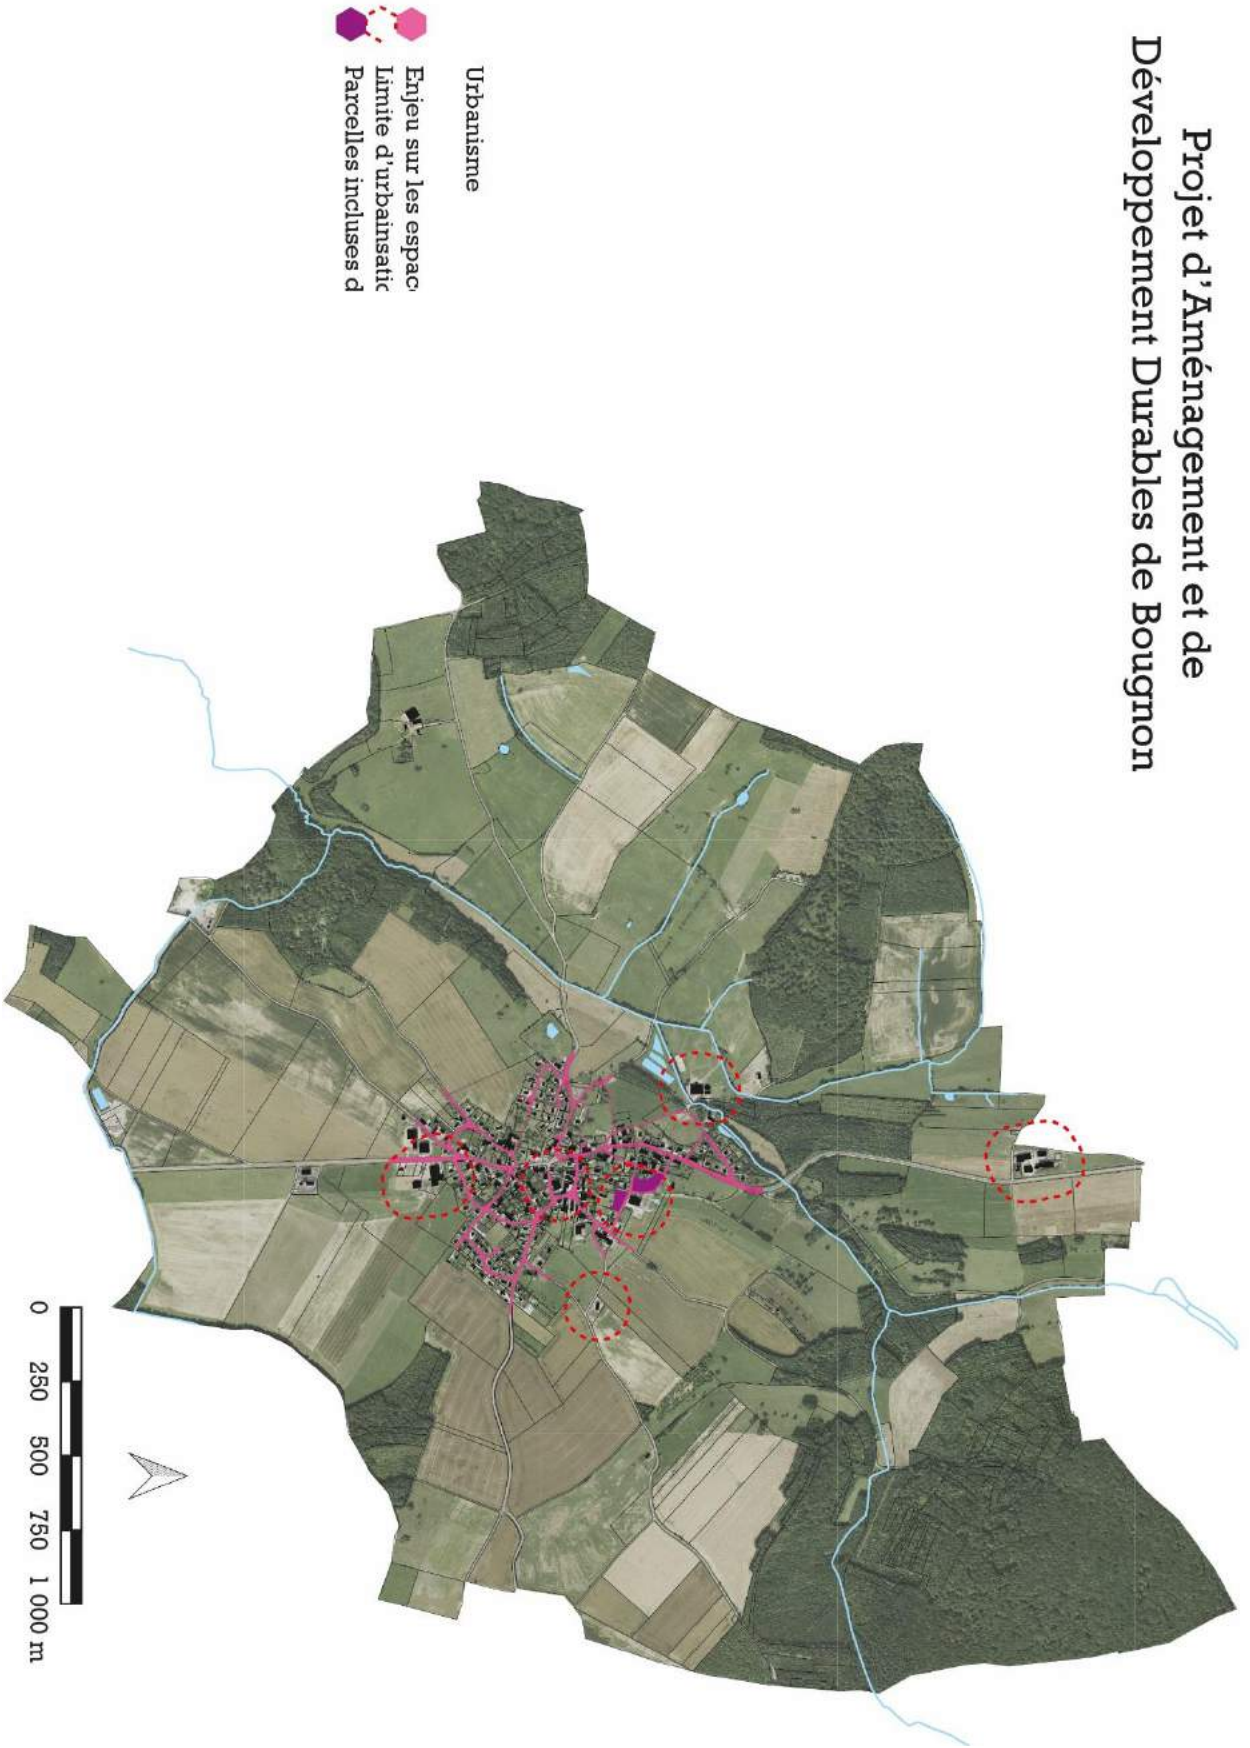 Projet d'Aménagement et de
Développement Durables de Bougnon
Urbanisme
Enjeu sur les espac
Limite d'urbainsatic
Parcelles incluses d
0 250 500 750 1 000 m